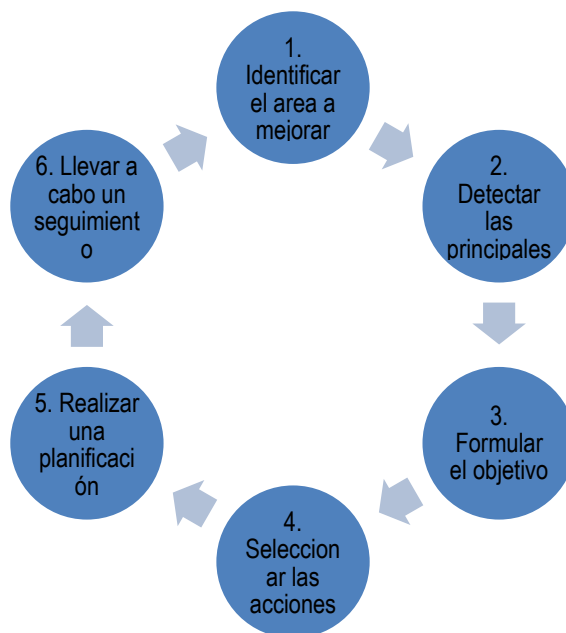 1.
Identificar
el area a
mejorar
2.
Detectar
las
principales
3.
Formular
el objetivo
4.
Seleccion
ar las
acciones
5. Realizar
una
planificaci
ón
6. Llevar a
cabo un
seguimient
o